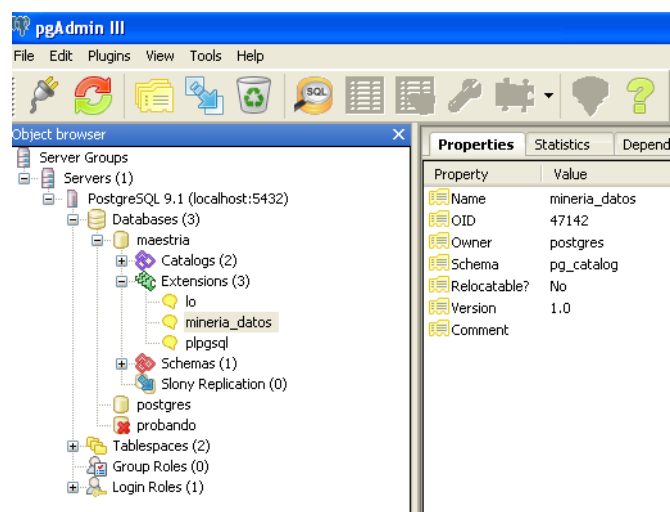 pgAdmin III
File Edit Plugins View Tools Help
SQL
Object browser
Server Groups
Servers (1)
PostgreSQL 9.1 (localhost:5432)
Databases (3)
maestria
Catalogs (2)
Extensions (3)
lo
mineria_datos
plpgsql
Schemas (1)
Slony Replication (0)
postgres
probando
Tablespaces (2)
Group Roles (0)
Login Roles (1)
Properties Statistics Depend
Property Value
Name mineria_datos
OID 47142
Owner postgres
Schema pg_catalog
Relocatable? No
Version 1.0
Comment